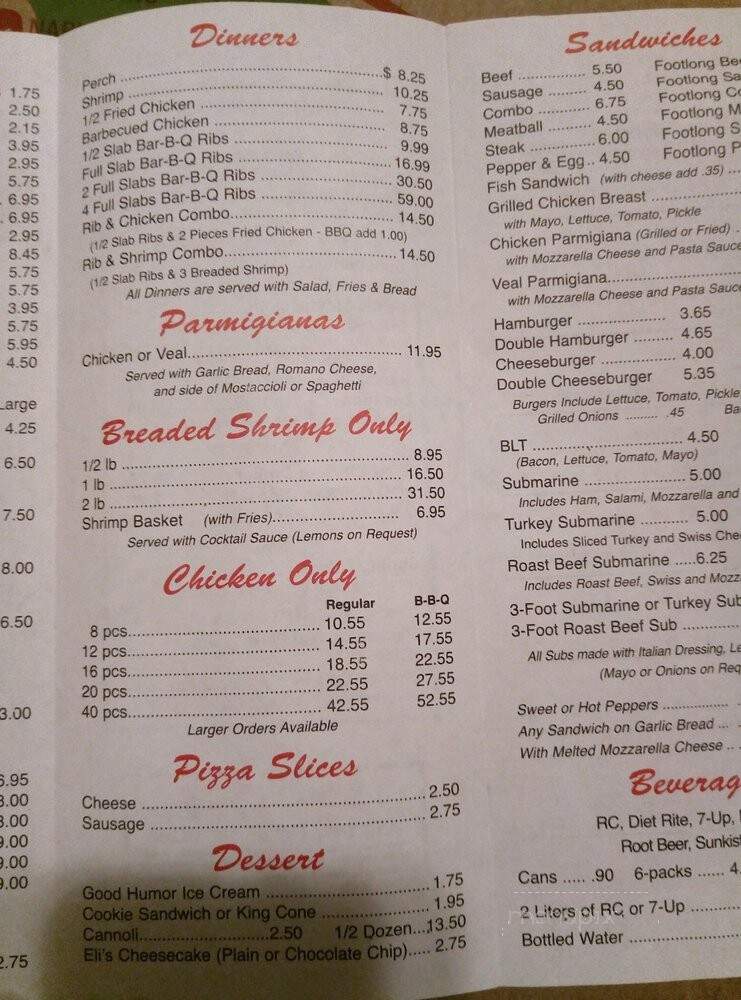 1.75
2.50
2.15
3.95
2.95
5.75
6.95
6.95
2.95
8.45
5.75
5.75
3.95
5.75
5.95
4.50
Large
4.25
6.50
7.50
8.00
6.50
3.00
6.95
Dinners
Perch ........ $ 8.25
Shrimp ........ 10.25
1/2 Fried Chicken ........ 7.75
Barbecued Chicken ........ 8.75
1/2 Slab Bar-B-Q Ribs ........ 9.99
Full Slab Bar-B-Q Ribs ........ 16.99
2 Full Slabs Bar-B-Q Ribs ........ 30.50
4 Full Slabs Bar-B-Q Ribs ........ 59.00
Rib & Chicken Combo........ 14.50
(1/2 Slab Ribs & 2 Pieces Fried Chicken - BBQ add 1.00)
Rib & Shrimp Combo........ 14.50
(1/2 Slab Ribs & 3 Breaded Shrimp)
All Dinners are served with Salad, Fries & Bread
Parmigianas
Chicken or Veal........ 11.95
Served with Garlic Bread, Romano Cheese,
and side of Mostaccioli or Spaghetti
Breaded Shrimp Only
1/2 lb ........ 8.95
1 lb ........ 16.50
2 lb ........ 31.50
Shrimp Basket (with Fries)........ 6.95
Served with Cocktail Sauce (Lemons on Request)
Chicken Only
Regular B-B-Q
8 pcs........ 10.55 12.55
12 pcs........ 14.55 17.55
16 pcs........ 18.55 22.55
20 pcs........ 22.55 27.55
40 pcs........ 42.55 52.55
Larger Orders Available
Pizza Slices
Cheese ........ 2.50
Sausage ........ 2.75
Dessert
Good Humor Ice Cream ........ 1.75
Cookie Sandwich or King Cone ........ 1.95
Cannoli........2.50 1/2 Dozen...13.50
Eli's Cheesecake (Plain or Chocolate Chip)..... 2.75
Sandwiches
Beef ........ 5.50 Footlong
Sausage ........ 4.50 Footlong
Combo ........ 6.75 Footlong
Meatball ........ 4.50 Footlong
Steak ........ 6.00 Footlong
Pepper & Egg.. 4.50 Footlong
Fish Sandwich (with cheese add .35) ...
Grilled Chicken Breast ........
with Mayo, Lettuce, Tomato, Pickle
Chicken Parmigiana (Grilled or Fried) .
with Mozzarella Cheese and Pasta Sauce
Veal Parmigiana........
with Mozzarella Cheese and Pasta Sauce
Hamburger ........ 3.65
Double Hamburger ........ 4.65
Cheeseburger ........ 4.00
Double Cheeseburger 5.35
Burgers Include Lettuce, Tomato, Pickle
Grilled Onions ........ .45
BLT ........ 4.50
(Bacon, Lettuce, Tomato, Mayo)
Submarine ........ 5.00
Includes Ham, Salami, Mozzarella and
Turkey Submarine ........ 5.00
Includes Sliced Turkey and Swiss
Roast Beef Submarine .....6.25
Includes Roast Beef, Swiss and
3-Foot Submarine or Turkey Sub
3-Foot Roast Beef Sub ........
All Subs made with Italian Dressing,
(Mayo or Onions on
Sweet or Hot Peppers ........
Any Sandwich on Garlic Bread ...
With Melted Mozzarella Cheese ..
Beverag
RC, Diet Rite, 7-Up,
Root Beer, Sunkist
Cans ..... .90 6-packs ......
2 Liters of RC or 7-Up ........
Bottled Water ........